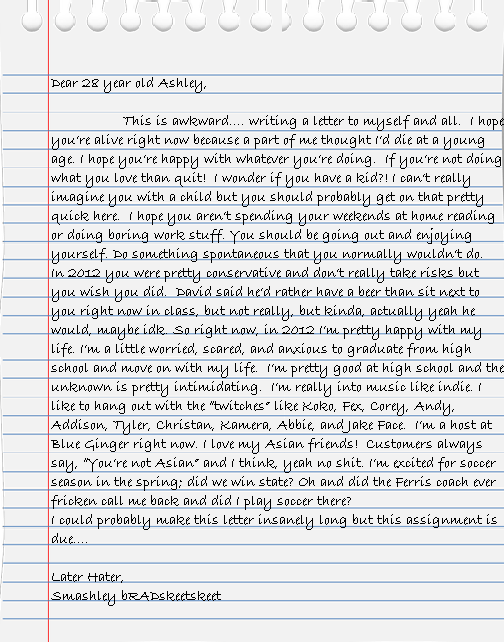 Dear 28 year old Ashley,
This is awkward.... writing a letter to myself and all. I hope
you're alive right now because a part of me thought I'd die at a young
age. I hope you're happy with whatever you're doing. If you're not doing
what you love than quit! I wonder if you have a kid?! I can't really
imagine you with a child but you should probably get on that pretty
quick here. I hope you aren't spending your weekends at home reading
or doing boring work stuff. You should be going out and enjoying
yourself. Do something spontaneous that you normally wouldn't do.
In 2012 you were pretty conservative and don't really take risks but
you wish you did. David said he'd rather have a beer than sit next to
you right now in class, but not really, but kinda, actually yeah he
would, maybe idk. So right now, in 2012 I'm pretty happy with my
life. I'm a little worried, scared, and anxious to graduate from high
school and move on with my life. I'm pretty good at high school and the
unknown is pretty intimidating. I'm really into music like indie. I
like to hang out with the "twitches" like Koko, Fex, Corey, Andy,
Addison, Tyler, Christan, Kamera, Abbie, and Jake Face. I'm a host at
Blue Ginger right now. I love my Asian friends! Customers always
say, "You're not Asian" and I think, yeah no shit. I'm excited for soccer
season in the spring; did we win state? Oh and did the Ferris coach ever
fricken call me back and did I play soccer there?
I could probably make this letter insanely long but this assignment is
due....
Later Hater,
Smashley bRADskeetskeet